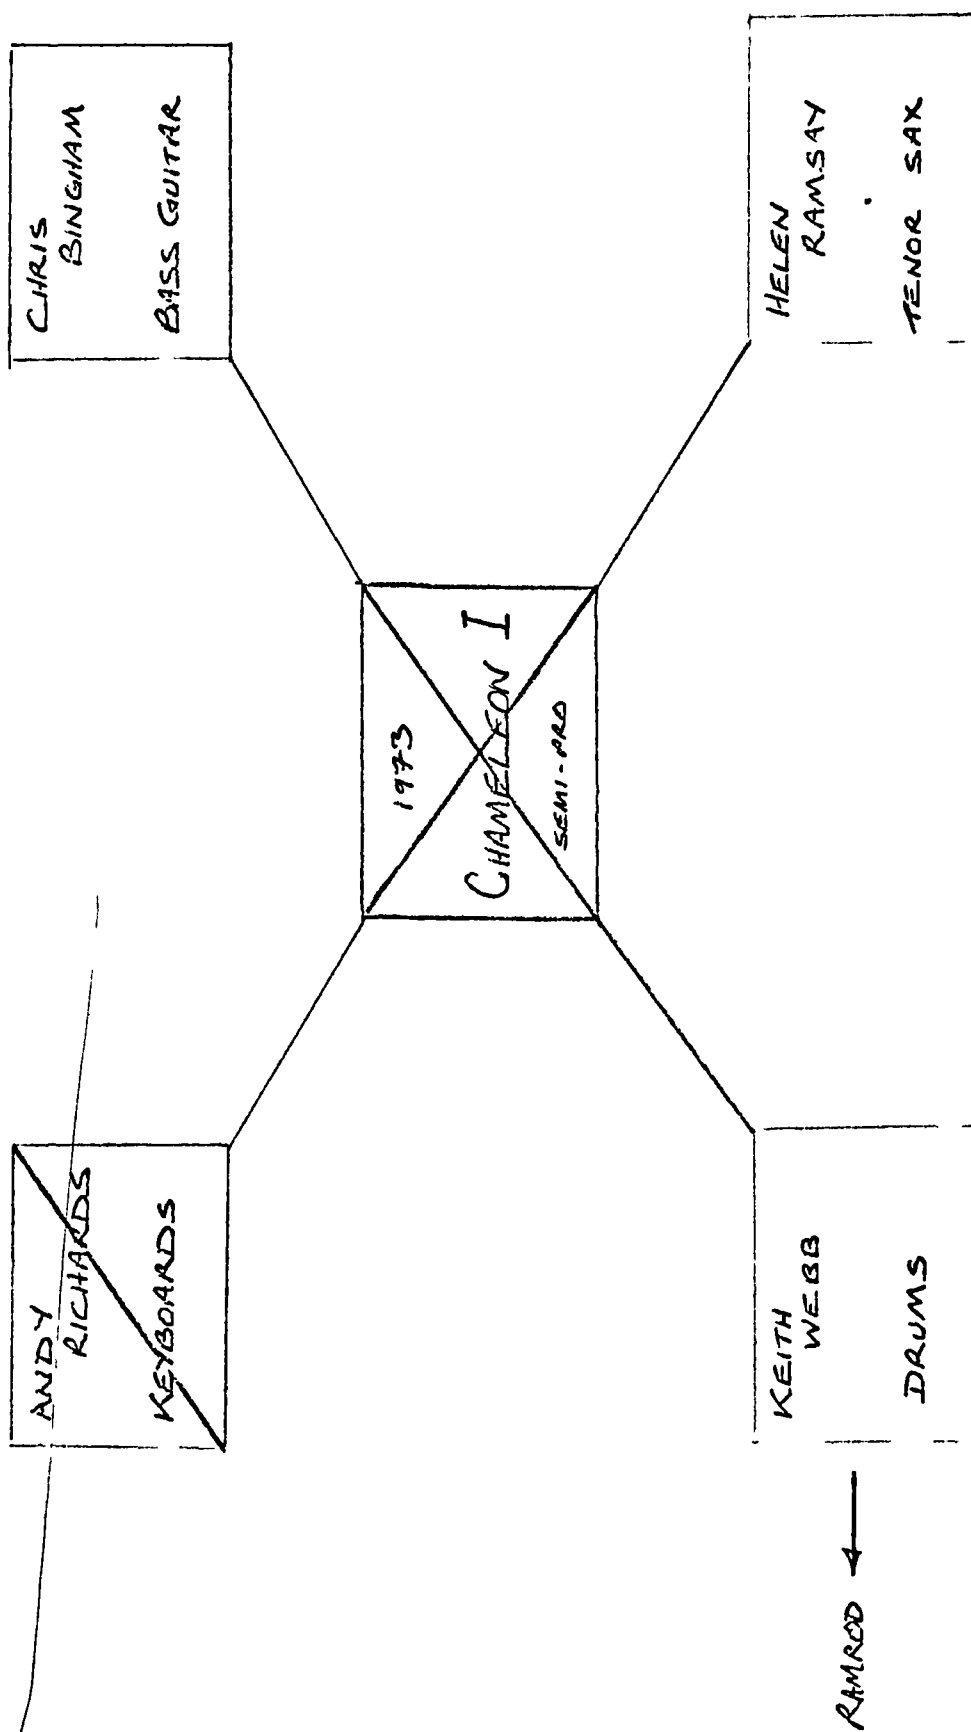 ANDY
RICHARDS
KEYBOARDS
CHRIS
BINGHAM
BASS GUITAR
1973
CHAMELEON I
SEMI-PRO
KEITH
WEBB
DRUMS
RAMROD
HELEN
RAMSAY
TENOR SAX